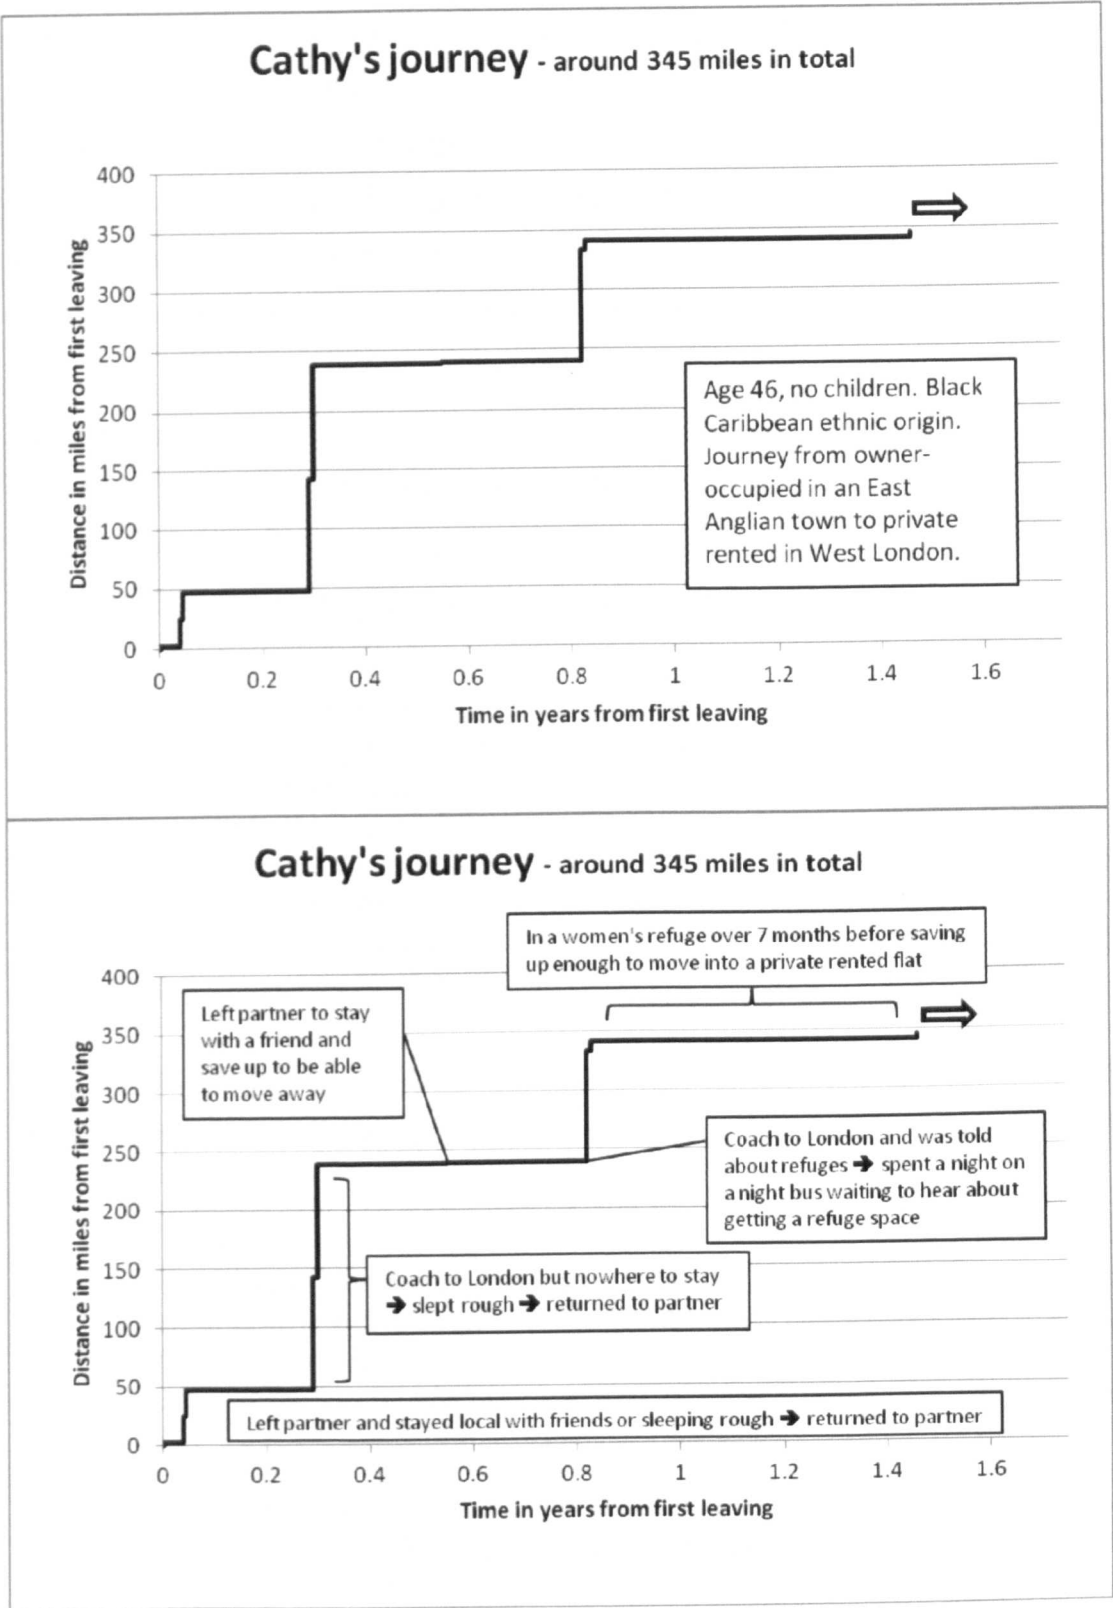 Cathy's journey - around 345 miles in total
400
350
300
250
200
150
100
50
0
Distance in miles from first leaving
Age 46, no children. Black
Caribbean ethnic origin.
Journey from owner-
occupied in an East
Anglian town to private
rented in West London.
0 0.2 0.4 0.6 0.8 1 1.2 1.4 1.6
Time in years from first leaving
Cathy's journey - around 345 miles in total
In a women's refuge over 7 months before saving
up enough to move into a private rented flat
400
350
300
250
200
150
100
50
0
Distance in miles from first leaving
Left partner to stay
with a friend and
save up to be able
to move away
Coach to London and was told
about refuges ➔ spent a night on
a night bus waiting to hear about
getting a refuge space
Coach to London but nowhere to stay
➔ slept rough ➔ returned to partner
Left partner and stayed local with friends or sleeping rough ➔ returned to partner
0 0.2 0.4 0.6 0.8 1 1.2 1.4 1.6
Time in years from first leaving